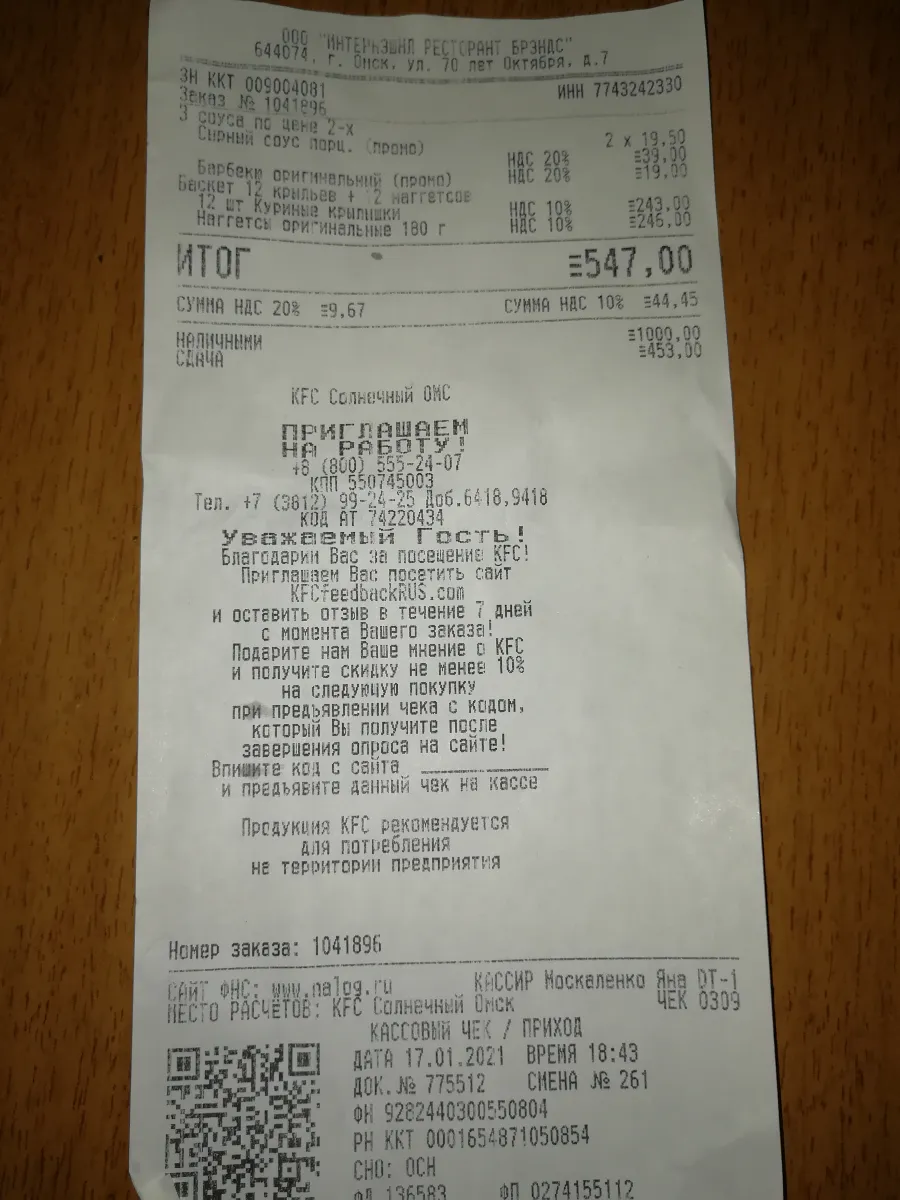 ООО "ИНТЕРНЭШНЛ РЕСТОРАНТ БРЭНДС"
644074, г. Омск, ул. 70 лет Октября, д.7
ЗН ККТ 009004081 ИНН 7743242330
Заказ № 1041896
3 соуса по цене 2-х
Сырный соус порц. (промо) 2 x 19,50
НДС 20% ≡39,00
Барбекю оригинальный (промо) НДС 20% ≡19,00
Баскет 12 крыльев + 12 наггетсов
12 шт Куриные крылышки НДС 10% ≡243,00
Наггетсы оригинальные 180 г НДС 10% ≡246,00
ИТОГ ≡547,00
СУММА НДС 20% ≡9,67 СУММА НДС 10% ≡44,45
НАЛИЧНЫМИ ≡1000,00
СДАЧА ≡453,00
KFC Солнечный ОМС
ПРИГЛАШАЕМ
НА РАБОТУ!
+8 (800) 555-24-07
КПП 550745003
Тел. +7 (3812) 99-24-25 Доб.6418,9418
КОД АТ 74220434
Уважаемый Гость!
Благодарим Вас за посещение KFC!
Приглашаем Вас посетить сайт
KFCfeedbackRUS.com
и оставить отзыв в течение 7 дней
с момента Вашего заказа!
Подарите нам Ваше мнение о KFC
и получите скидку не менее 10%
на следующую покупку
при предъявлении чека с кодом,
который Вы получите после
завершения опроса на сайте!
Впишите код с сайта ____________
и предъявите данный чек на кассе
Продукция KFC рекомендуется
для потребления
на территории предприятия
Номер заказа: 1041896
САЙТ ФНС: www.nalog.ru КАССИР Москаленко Яна DT-1
МЕСТО РАСЧЁТОВ: KFC Солнечный Омск ЧЕК 0309
КАССОВЫЙ ЧЕК / ПРИХОД
ДАТА 17.01.2021 ВРЕМЯ 18:43
ДОК.№ 775512 СМЕНА № 261
ФН 9282440300550804
РН ККТ 0001654871050854
СНО: ОСН
ФД 136583 ФП 0274155112